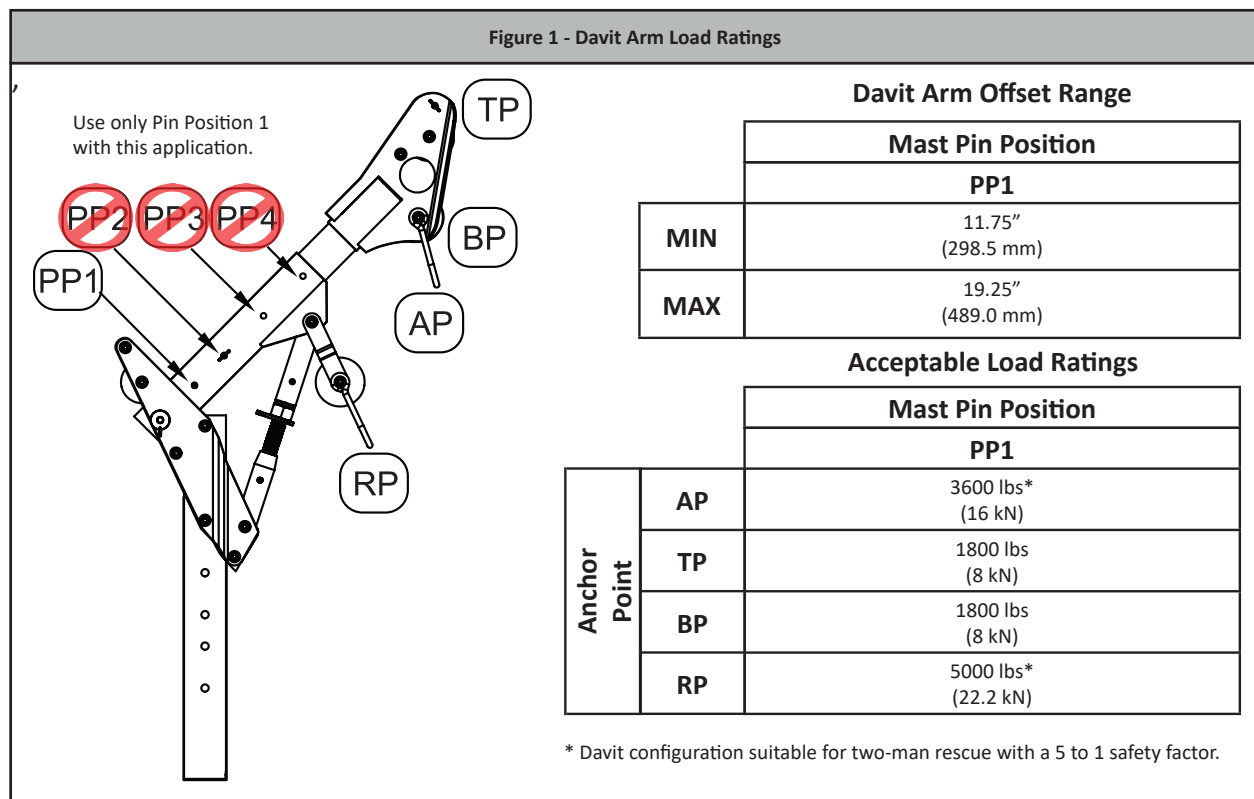 Figure 1 - Davit Arm Load Ratings
,
Use only Pin Position 1
with this application.
TP
PP2 PP3 PP4
BP
PP1
AP
RP
Davit Arm Offset Range
Mast Pin Position
PP1
MIN
11.75”
(298.5 mm)
MAX
19.25”
(489.0 mm)
Acceptable Load Ratings
Mast Pin Position
PP1
Anchor
Point
AP
3600 lbs*
(16 kN)
TP
1800 lbs
(8 kN)
BP
1800 lbs
(8 kN)
RP
5000 lbs*
(22.2 kN)
* Davit configuration suitable for two-man rescue with a 5 to 1 safety factor.